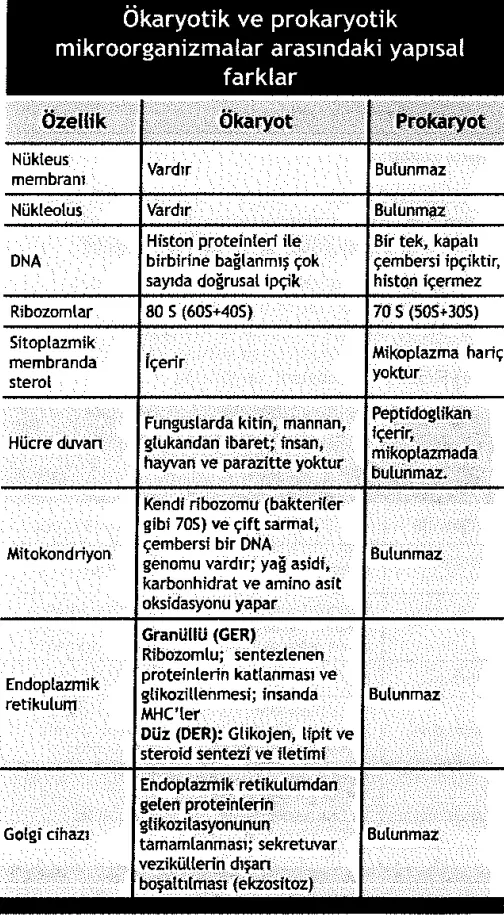 Ökaryotik ve prokaryotik
mikroorganizmalar arasındaki yapısal
farklar
Özellik Ökaryot Prokaryot
Nükleus
membranı
Vardır
Bulunmaz
Nükleolus Vardır Bulunmaz
DNA
Histon proteinleri ile
birbirine bağlanmış çok
sayıda doğrusal ipçik
Bir tek, kapalı
çembersi ipçiktir,
histon içermez
Ribozomlar 80 S (60S+40S) 70 S (50S+30S)
Sitoplazmik
membranda
sterol
İçerir
Mikoplazma hariç
yoktur
Hücre duvarı
Funguslarda kitin, mannan,
glukandan ibaret; insan,
hayvan ve parazitte yoktur
Peptidoglikan
içerir,
mikoplazmada
bulunmaz.
Mitokondriyon
Kendi ribozomu (bakteriler
gibi 70S) ve çift sarmal,
çembersi bir DNA
genomu vardır; yağ asidi,
karbonhidrat ve amino asit
oksidasyonu yapar
Bulunmaz
Endoplazmik
retikulum
Granüllü (GER)
Ribozomlu; sentezlenen
proteinlerin katlanması ve
glikozillenmesi; insanda
MHC'ler
Düz (DER): Glikojen, lipit ve
steroid sentezi ve iletimi
Bulunmaz
Golgi cihazı
Endoplazmik retikulumdan
gelen proteinlerin
glikozilasyonunun
tamamlanması; sekretuvar
veziküllerin dışarı
boşaltılması (ekzositoz)
Bulunmaz